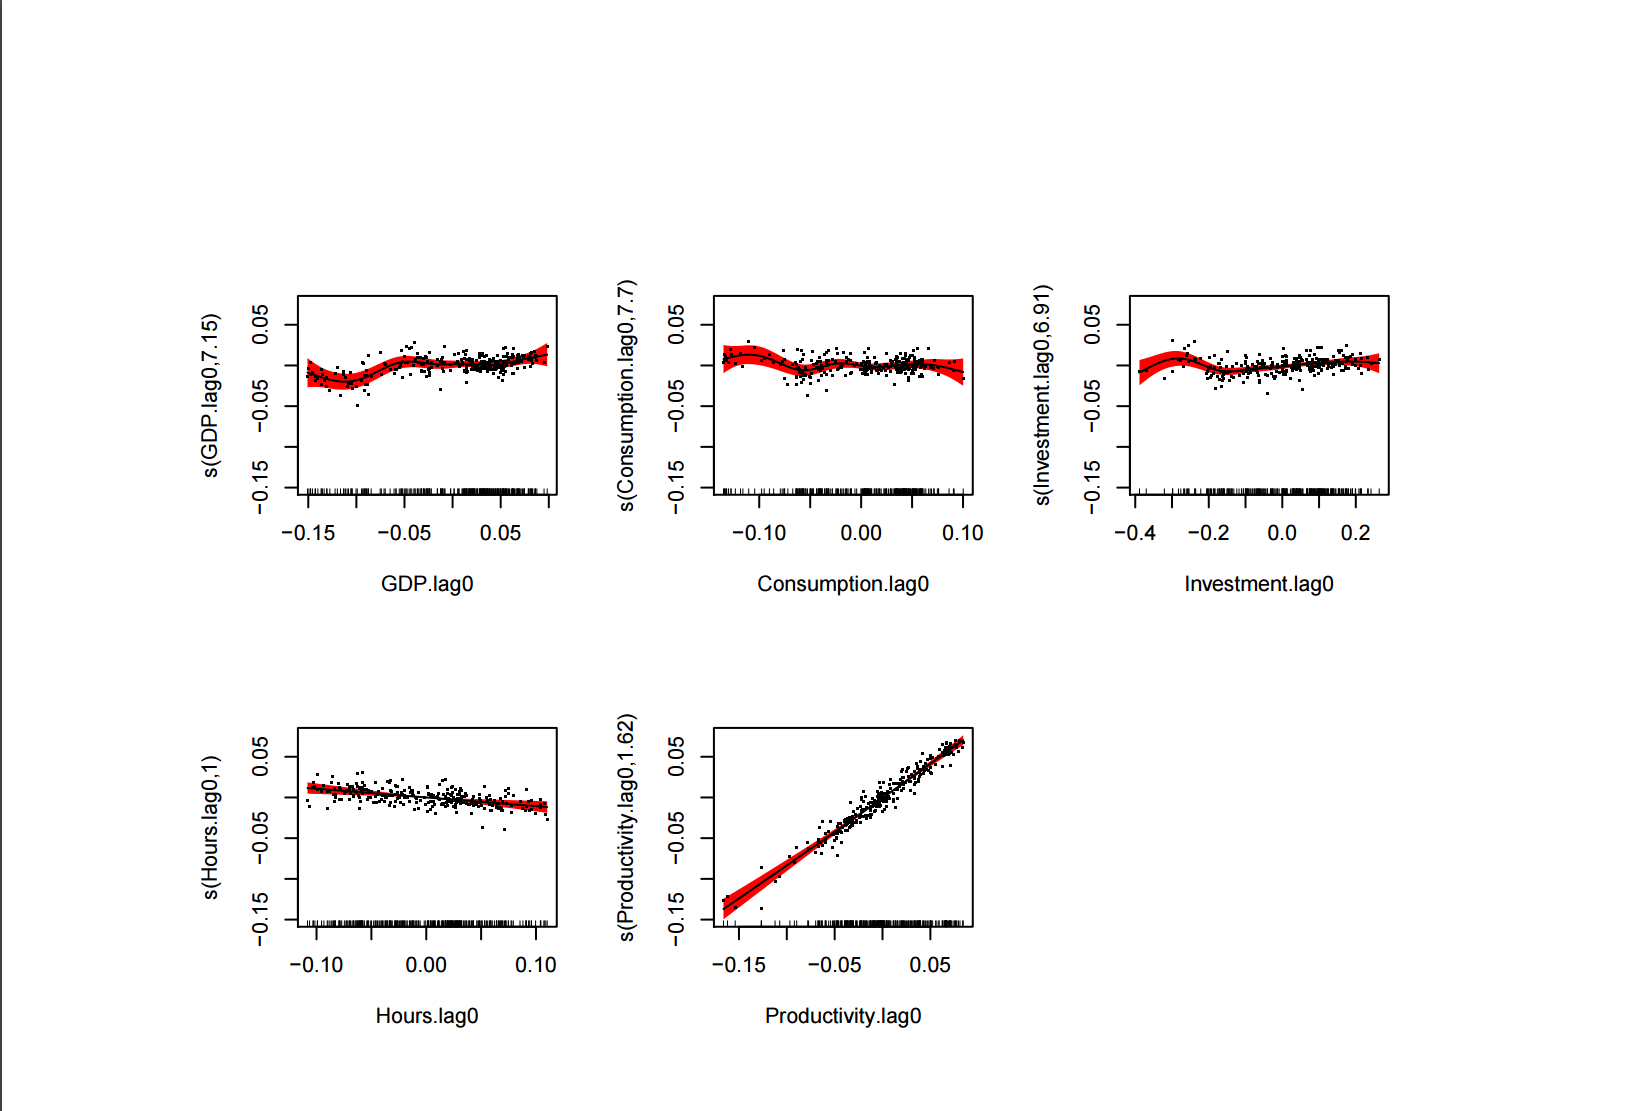 s(GDP.lag0,7.15)
0.05
−0.05
−0.15
−0.15 −0.05 0.05
GDP.lag0
s(Consumption.lag0,7.7)
0.05
−0.05
−0.15
−0.10 0.00 0.10
Consumption.lag0
s(Investment.lag0,6.91)
0.05
−0.05
−0.15
−0.4 −0.2 0.0 0.2
Investment.lag0
s(Hours.lag0,1)
0.05
−0.05
−0.15
−0.10 0.00 0.10
Hours.lag0
s(Productivity.lag0,1.62)
0.05
−0.05
−0.15
−0.15 −0.05 0.05
Productivity.lag0